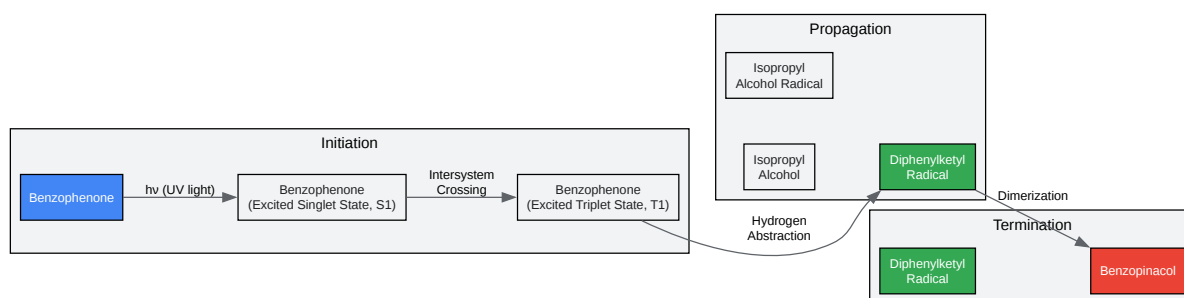 Propagation
Isopropyl
Alcohol Radical
Initiation
Benzophenone
hν (UV light)
Benzophenone
(Excited Singlet State, S1)
Intersystem
Crossing
Benzophenone
(Excited Triplet State, T1)
Isopropyl
Alcohol
Diphenylketyl
Radical
Hydrogen
Abstraction
Dimerization
Termination
Diphenylketyl
Radical
Benzopinacol